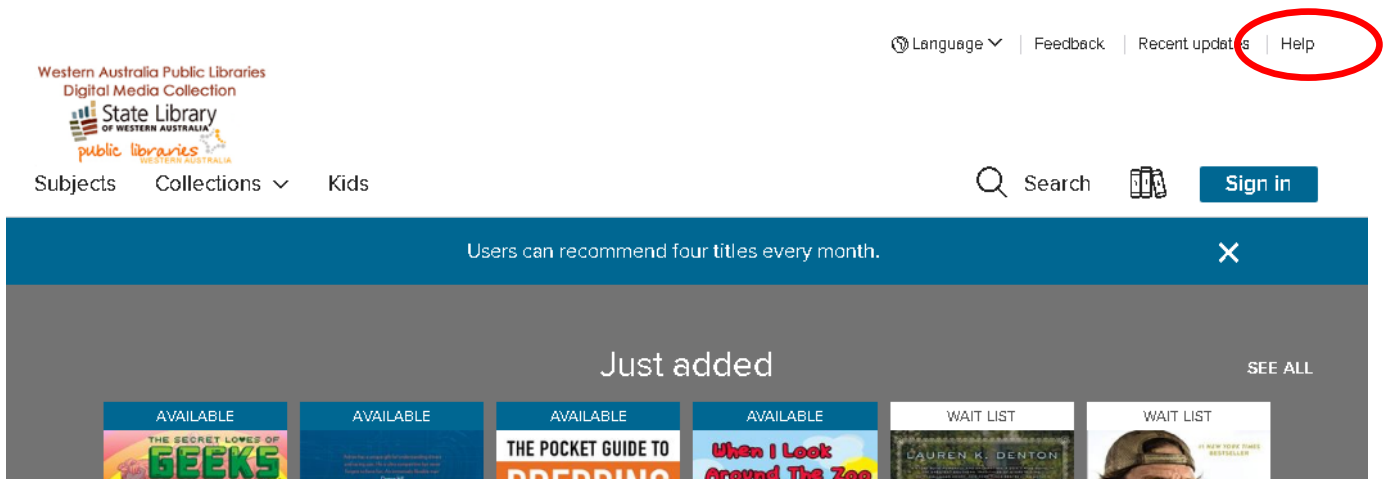 Language
Feedback
Recent updates
Help
Western Australia Public Libraries
Digital Media Collection
State Library
OF WESTERN AUSTRALIA
public libraries
WESTERN AUSTRALIA
Subjects
Collections
Kids
Search
Sign in
Users can recommend four titles every month.
Just added
SEE ALL
AVAILABLE
AVAILABLE
AVAILABLE
AVAILABLE
WAIT LIST
WAIT LIST
THE SECRET LOVES OF
GEEKS
THE POCKET GUIDE TO
PREPPING
When I Look
Around The Zoo
LAUREN K. DENTON
#1 NEW YORK TIMES
BESTSELLER